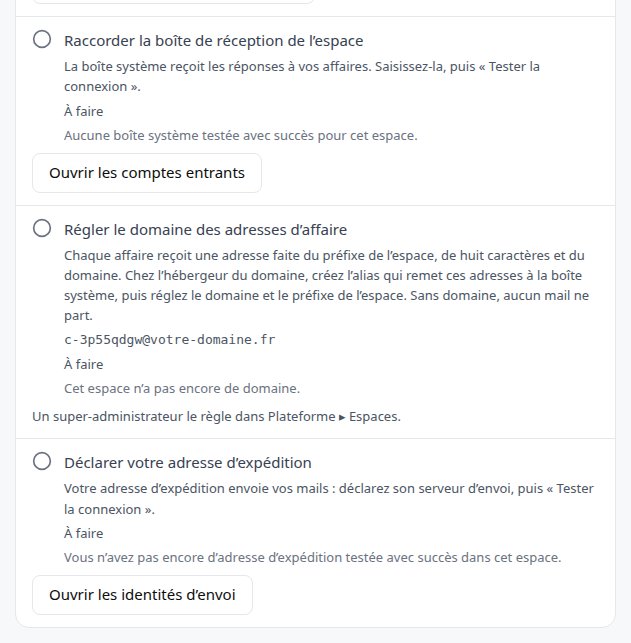 Raccorder la boîte de réception de l’espace
La boîte système reçoit les réponses à vos affaires. Saisissez-la, puis « Tester la
connexion ».
À faire
Aucune boîte système testée avec succès pour cet espace.
Ouvrir les comptes entrants
Régler le domaine des adresses d’affaire
Chaque affaire reçoit une adresse faite du préfixe de l’espace, de huit caractères et du
domaine. Chez l’hébergeur du domaine, créez l’alias qui remet ces adresses à la boîte
système, puis réglez le domaine et le préfixe de l’espace. Sans domaine, aucun mail ne
part.
c-3p55qdgw@votre-domaine.fr
À faire
Cet espace n’a pas encore de domaine.
Un super-administrateur le règle dans Plateforme ▸ Espaces.
Déclarer votre adresse d’expédition
Votre adresse d’expédition envoie vos mails : déclarez son serveur d’envoi, puis « Tester
la connexion ».
À faire
Vous n’avez pas encore d’adresse d’expédition testée avec succès dans cet espace.
Ouvrir les identités d’envoi